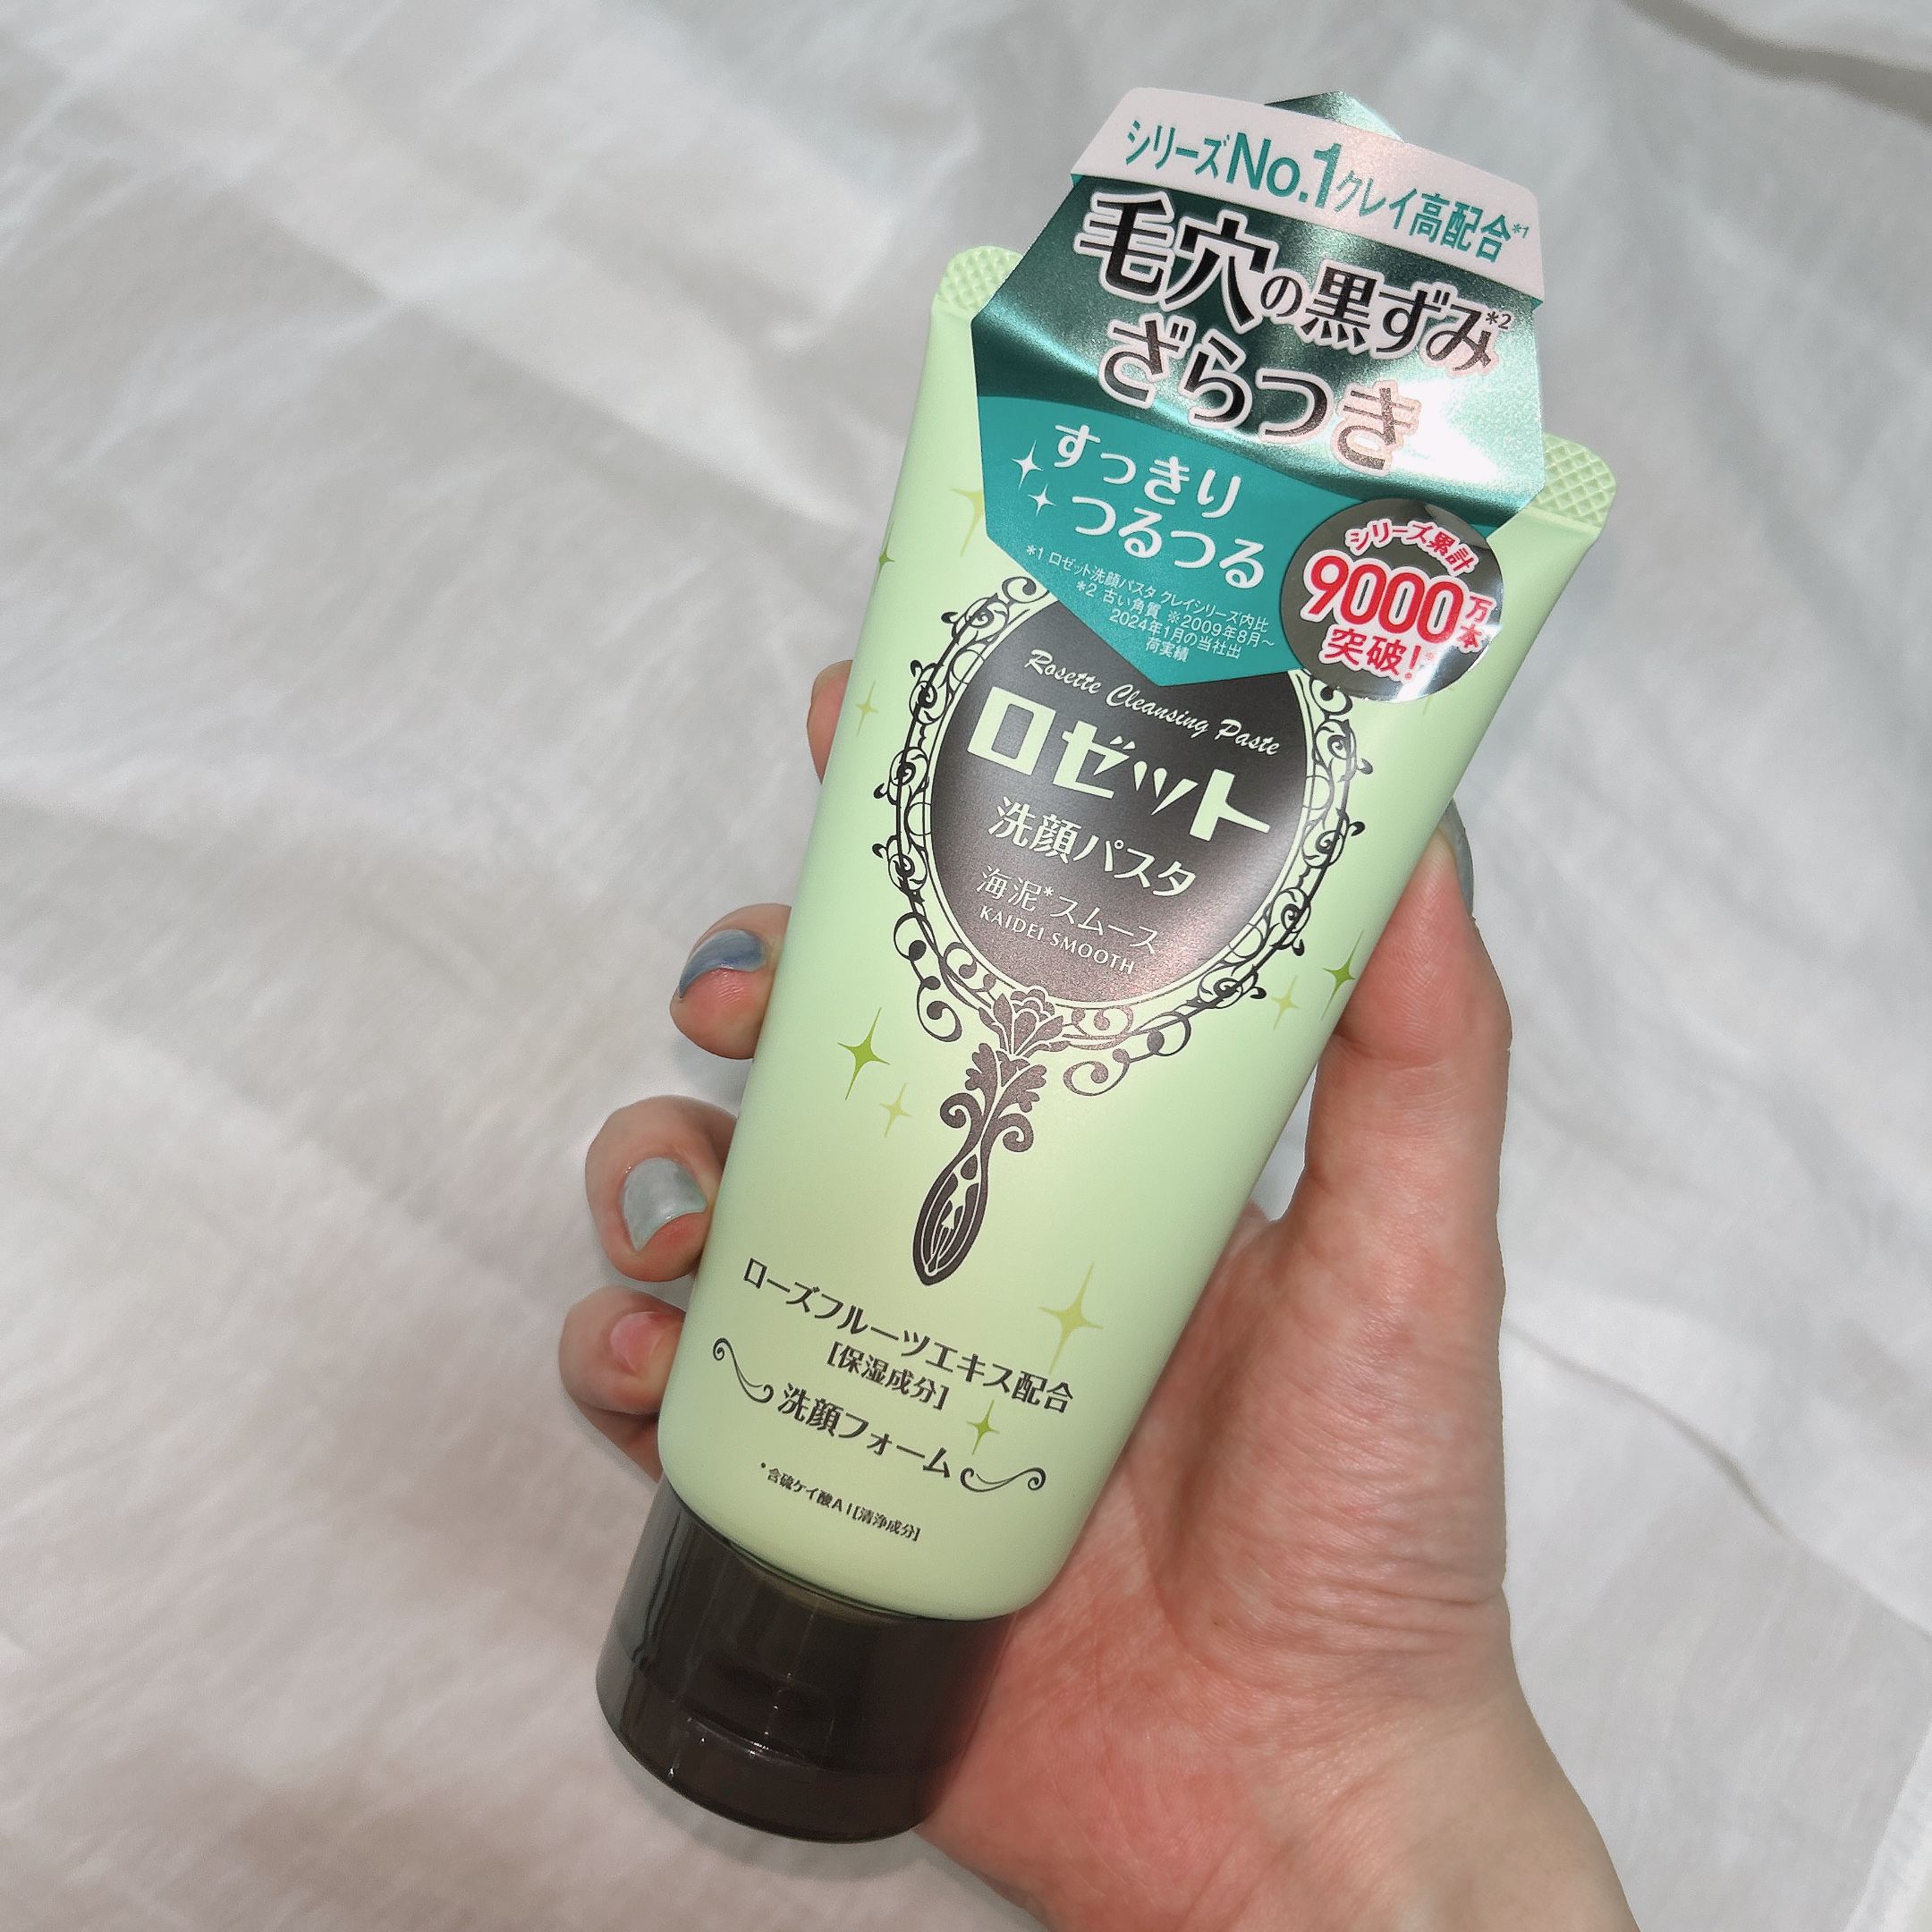 シリーズNo.1クレイ高配合*1
毛穴の黒ずみ*2
ざらつき
すっきり
つるつる
*1 ロゼット洗顔パスタ クレイシリーズ内比
*2 古い角質 ※2009年8月~
2024年1月の当社出
荷実績
シリーズ累計
9000万本
突破!
Rosette Cleansing Paste
ロゼット
洗顔パスタ
海泥*スムース
KAIDEI SMOOTH
ローズフルーツエキス配合
[保湿成分]
洗顔フォーム
*含硫ケイ酸Al[清浄成分]